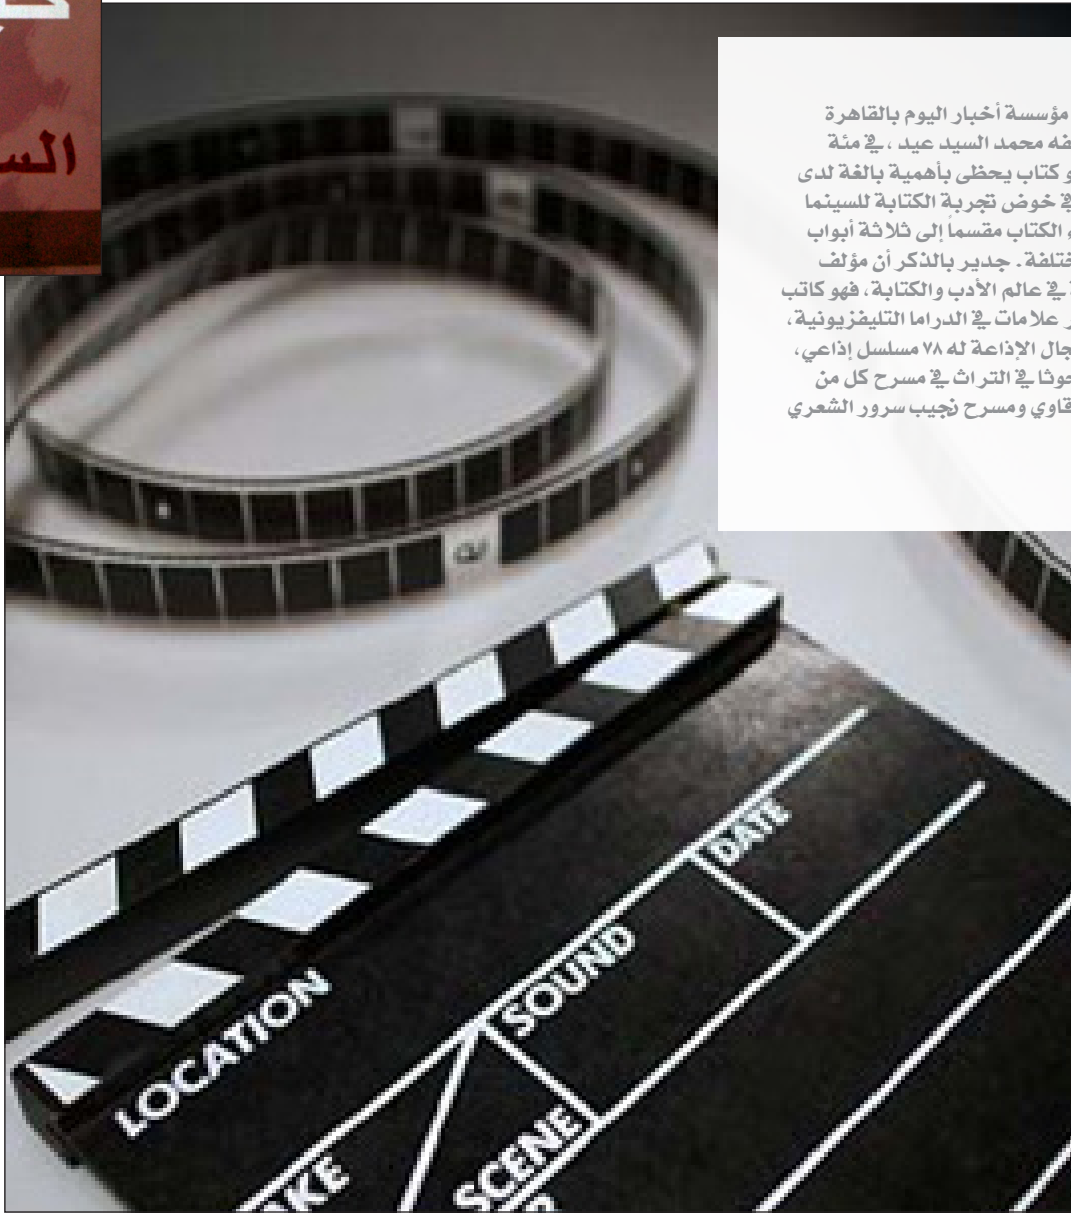 الس
مؤسسة أخبار اليوم بالقاهرة
فه محمد السيد عيد ، في مئة
و كتاب يحظى بأهمية بالغة لدى
في خوض تجربة الكتابة للسينما
الكتاب مقسماً إلى ثلاثة أبواب
ختلفة . جدير بالذكر أن مؤلف
في عالم الأدب والكتابة ، فهو كاتب
ر علامات في الدراما التليفزيونية ،
جال الإذاعة له ٧٨ مسلسل إذاعي ،
حوثا في التراث في مسرح كل من
قاوي ومسرح نجيب سرور الشعري
DATE
SOUND
LOCATION
SCENE
AKE